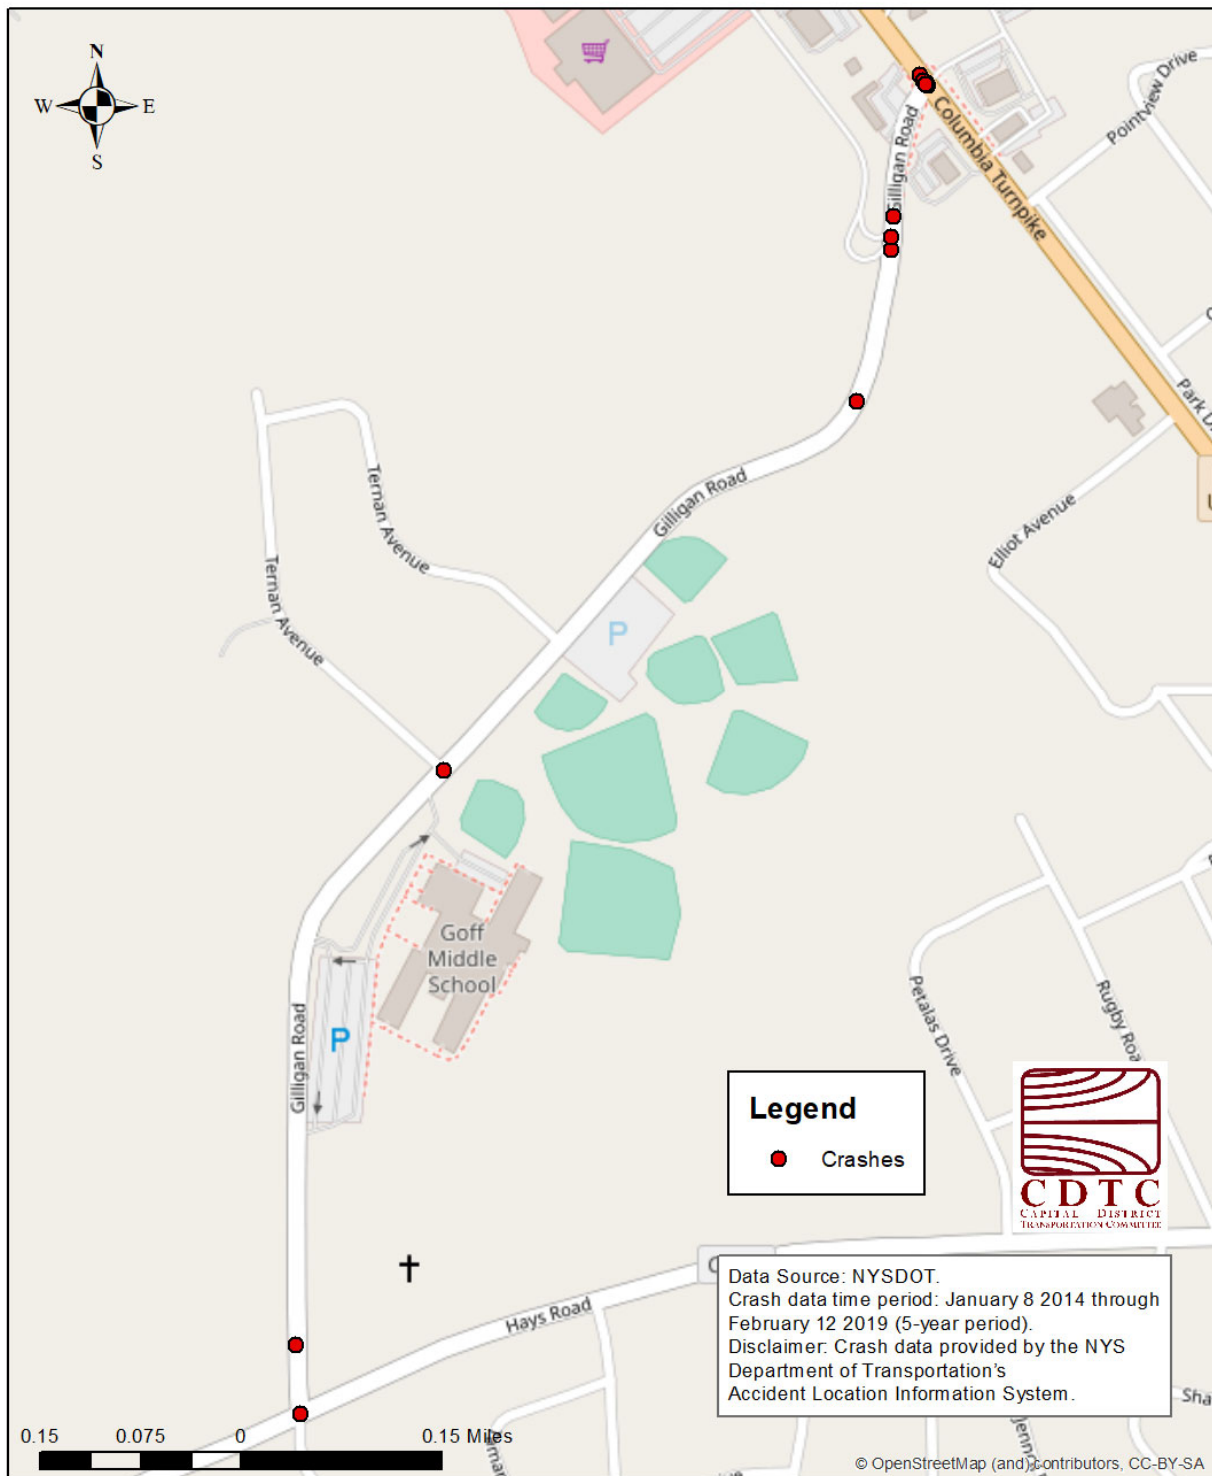 N
W E
S
Pointview Drive
Columbia Turnpike
Gilligan Road
Park
Gilligan Road
Elliot Avenue
Ternan Avenue
Ternan Avenue
P
Goff
Middle
School
Petalas Drive
Rugby Roa
Gilligan Road
P
Legend
Crashes
CDTC
CAPITAL DISTRICT
TRANSPORTATION COMMITTEE
Hays Road
Data Source: NYSDOT.
Crash data time period: January 8 2014 through
February 12 2019 (5-year period).
Disclaimer: Crash data provided by the NYS
Department of Transportation's
Accident Location Information System.
Sha
0.15 0.075 0 0.15 Miles
© OpenStreetMap (and) contributors, CC-BY-SA